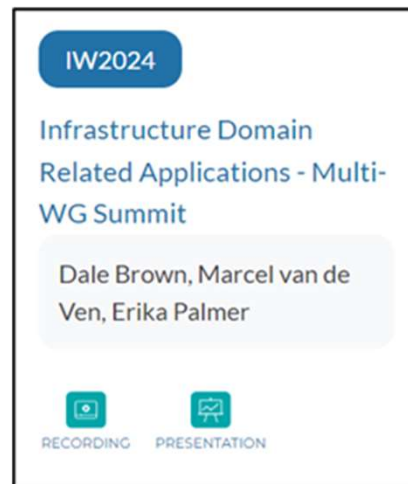 IW2024
Infrastructure Domain
Related Applications - Multi-
WG Summit
Dale Brown, Marcel van de
Ven, Erika Palmer
RECORDING PRESENTATION